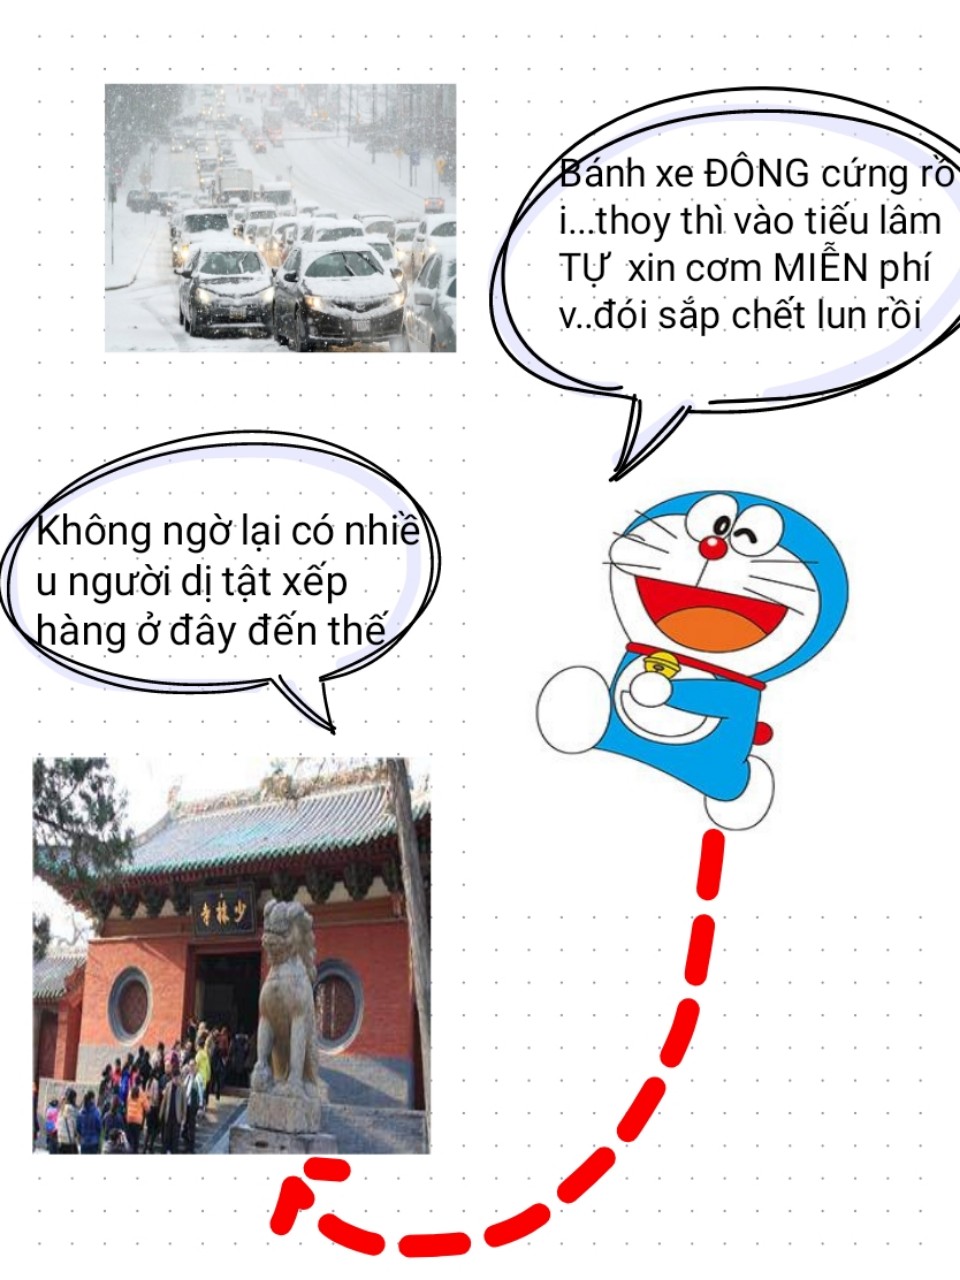 Bánh xe ĐÔNG cứng rồ
i...thoy thì vào tiếu lâm
TỰ xin cơm MIỄN phí
v..đói sắp chết lun rồi
Không ngờ lại có nhiề
u người dị tật xếp
hàng ở đây đến thế
寺林少